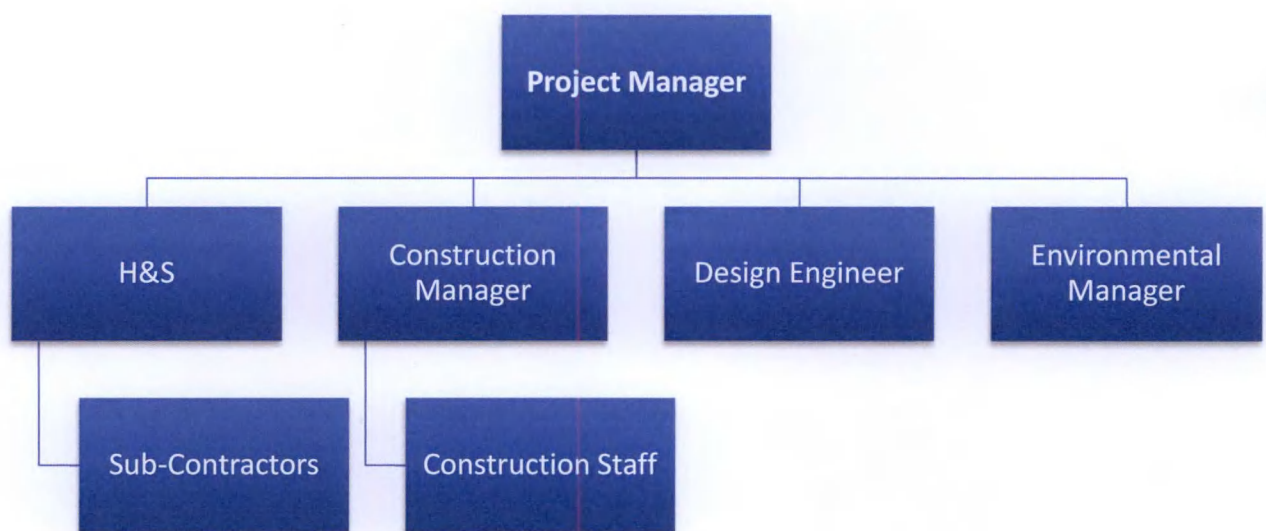 Project Manager
H&S
Construction
Manager
Design Engineer
Environmental
Manager
Sub-Contractors
Construction Staff